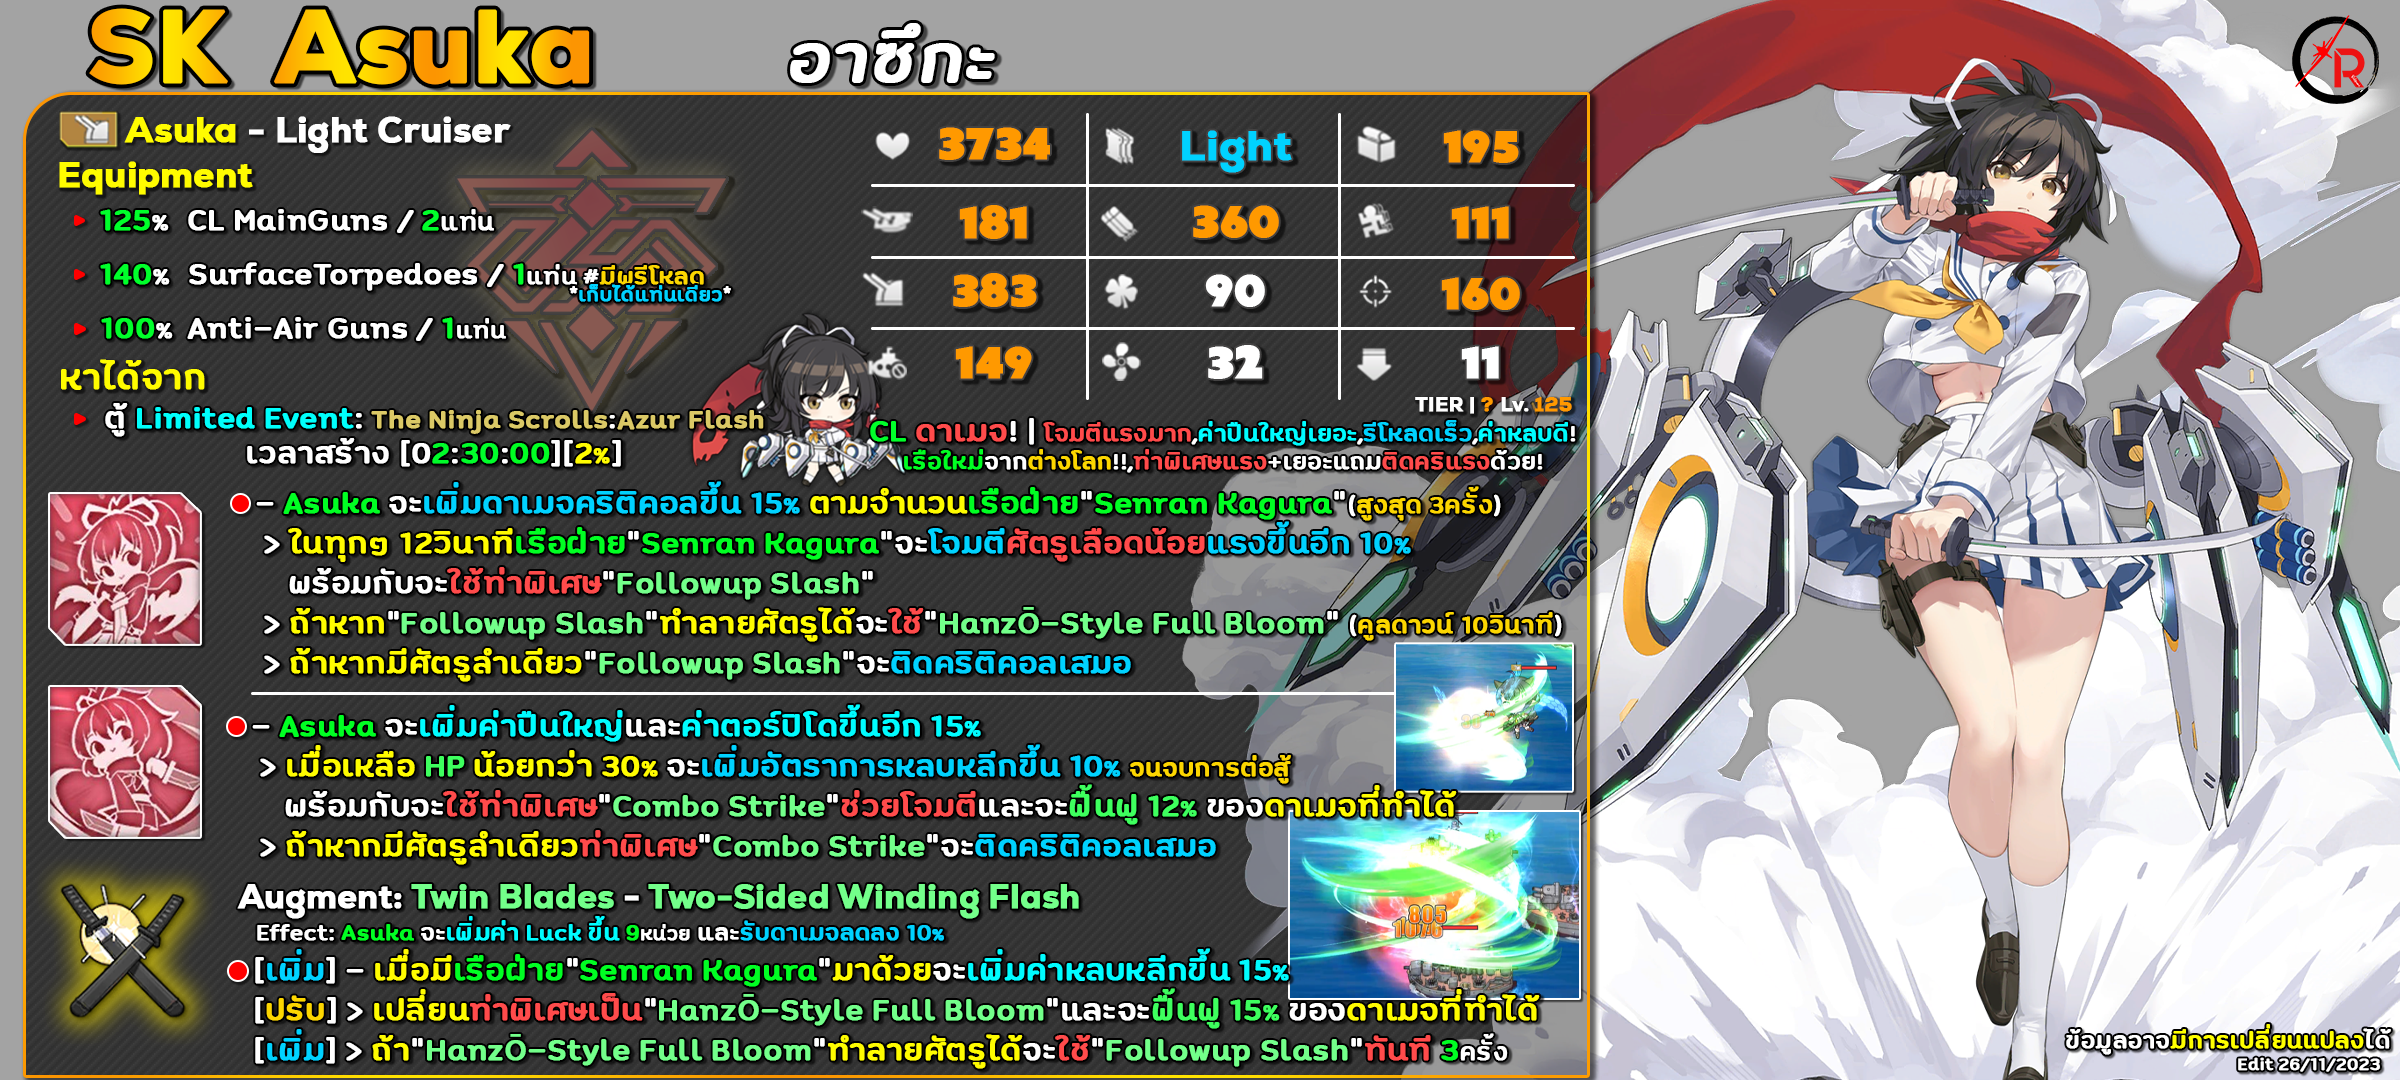 SK Asuka
อาซึกะ
Asuka - Light Cruiser
Equipment
125% CL MainGuns / 2แท่น
140% SurfaceTorpedoes / 1แท่น #มีพรีโหลด
*เก็บได้แท่นเดียว*
100% Anti-Air Guns / 1แท่น
หาได้จาก
ตู้ Limited Event: The Ninja Scrolls:Azur Flash
เวลาสร้าง [02:30:00][2%]
3734 Light 195
181 360 111
383 90 160
149 32 11
TIER | ? Lv. 125
CL ดาเมจ! | โจมตีแรงมาก,ค่าปืนใหญ่เยอะ,รีโหลดเร็ว,ค่าหลบดี!
เรือใหม่จากต่างโลก!!,ท่าพิเศษแรง+เยอะแถมติดคริแรงด้วย!
- Asuka จะเพิ่มดาเมจคริติคอลขึ้น 15% ตามจำนวนเรือฝ่าย"Senran Kagura"(สูงสุด 3ครั้ง)
> ในทุกๆ 12วินาทีเรือฝ่าย"Senran Kagura"จะโจมตีศัตรูเลือดน้อยแรงขึ้นอีก 10%
พร้อมกับจะใช้ท่าพิเศษ"Followup Slash"
> ถ้าหาก"Followup Slash"ทำลายศัตรูได้จะใช้"HanzŌ-Style Full Bloom" (คูลดาวน์ 10วินาที)
> ถ้าหากมีศัตรูลำเดียว"Followup Slash"จะติดคริติคอลเสมอ
- Asuka จะเพิ่มค่าปืนใหญ่และค่าตอร์ปิโดขึ้นอีก 15%
> เมื่อเหลือ HP น้อยกว่า 30% จะเพิ่มอัตราการหลบหลีกขึ้น 10% จนจบการต่อสู้
พร้อมกับจะใช้ท่าพิเศษ"Combo Strike"ช่วยโจมตีและจะฟื้นฟู 12% ของดาเมจที่ทำได้
> ถ้าหากมีศัตรูลำเดียวท่าพิเศษ"Combo Strike"จะติดคริติคอลเสมอ
Augment: Twin Blades - Two-Sided Winding Flash
Effect: Asuka จะเพิ่มค่า Luck ขึ้น 9หน่วย และรับดาเมจลดลง 10%
[เพิ่ม] - เมื่อมีเรือฝ่าย"Senran Kagura"มาด้วยจะเพิ่มค่าหลบหลีกขึ้น 15%
[ปรับ] > เปลี่ยนท่าพิเศษเป็น"HanzŌ-Style Full Bloom"และจะฟื้นฟู 15% ของดาเมจที่ทำได้
[เพิ่ม] > ถ้า"HanzŌ-Style Full Bloom"ทำลายศัตรูได้จะใช้"Followup Slash"ทันที 3ครั้ง
805
R
ข้อมูลอาจมีการเปลี่ยนแปลงได้
Edit 26/11/2023